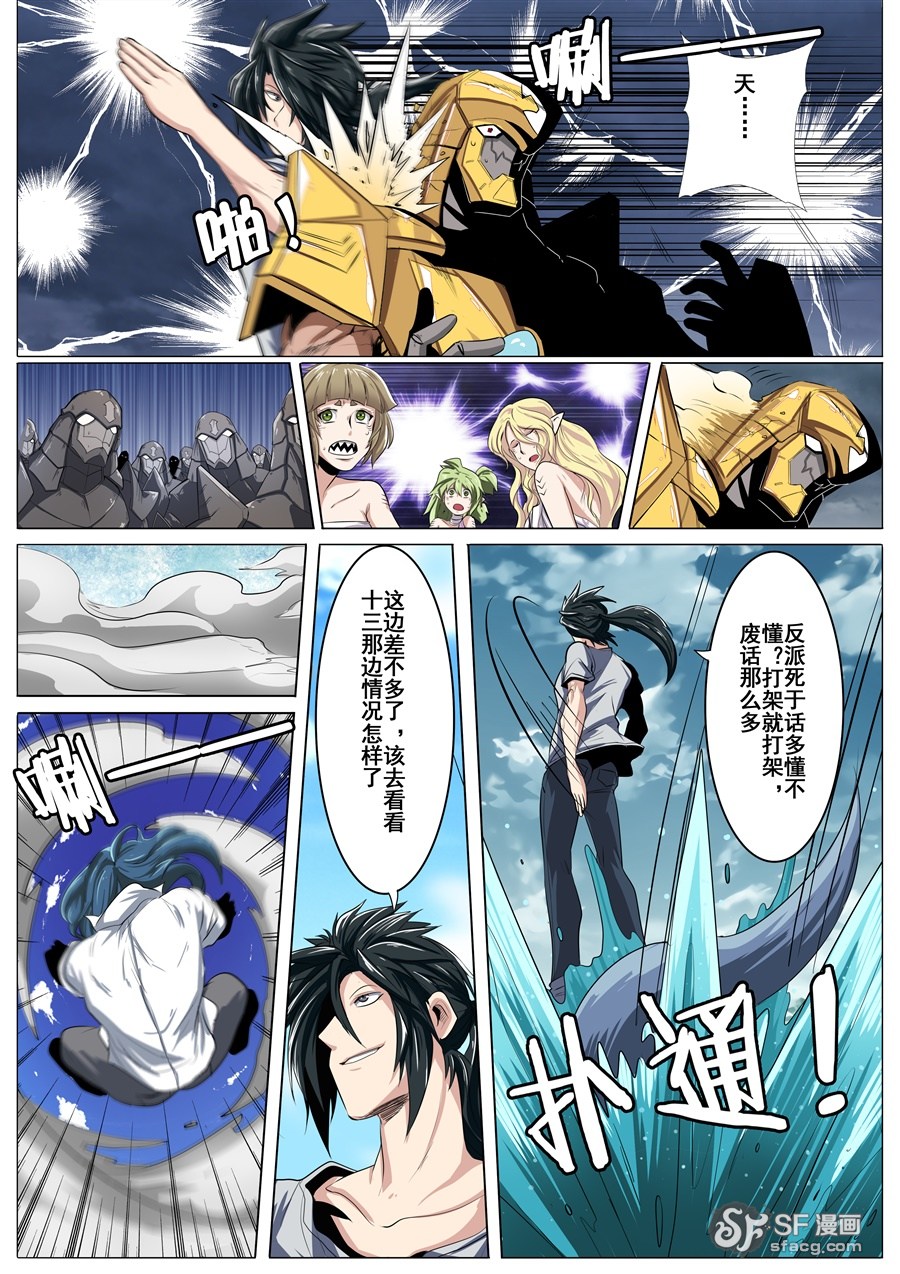 唰——
天……
啪！
反派死于话多懂不
懂？打架就打架，
废话那么多
扑通！
这边差不多了，该去看看
十三那边情况怎样了
唰——
SF 漫画
sfacg.com